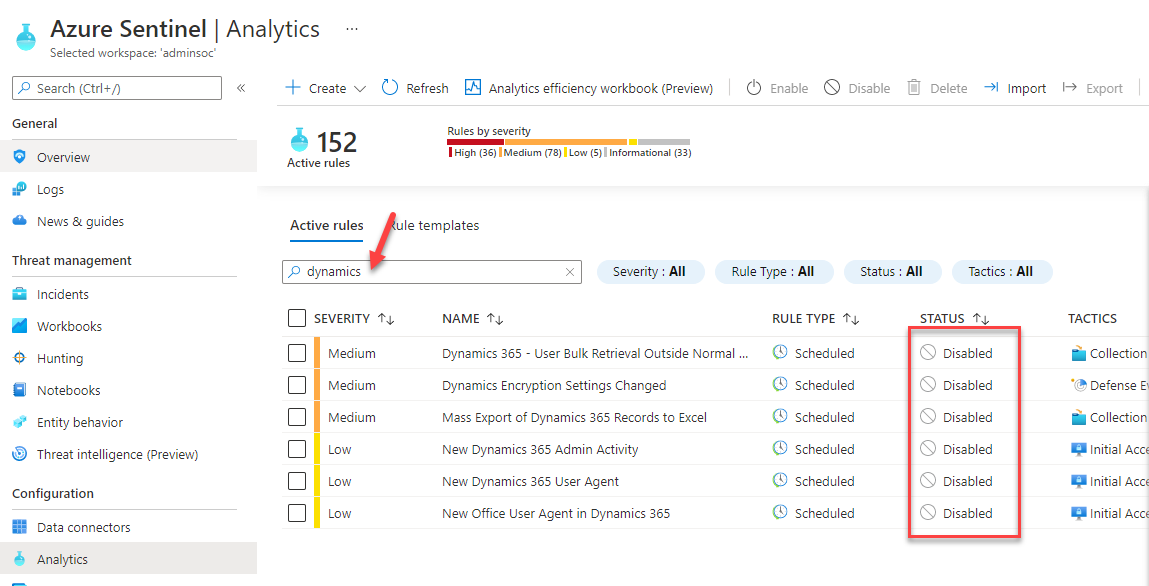 Azure Sentinel | Analytics ...
Selected workspace: 'adminsoc'
Search (Ctrl+/) «
General
Overview
Logs
News & guides
Threat management
Incidents
Workbooks
Hunting
Notebooks
Entity behavior
Threat intelligence (Preview)
Configuration
Data connectors
Analytics
Create Refresh Analytics efficiency workbook (Preview) Enable Disable Delete Import Export
152
Active rules
Rules by severity
High (36) Medium (78) Low (5) Informational (33)
Active rules Rule templates
dynamics Severity : All Rule Type : All Status : All Tactics : All
SEVERITY NAME RULE TYPE STATUS TACTICS
Medium Dynamics 365 - User Bulk Retrieval Outside Normal ... Scheduled Disabled Collection
Medium Dynamics Encryption Settings Changed Scheduled Disabled Defense Ev
Medium Mass Export of Dynamics 365 Records to Excel Scheduled Disabled Collection
Low New Dynamics 365 Admin Activity Scheduled Disabled Initial Acce
Low New Dynamics 365 User Agent Scheduled Disabled Initial Acce
Low New Office User Agent in Dynamics 365 Scheduled Disabled Initial Acce